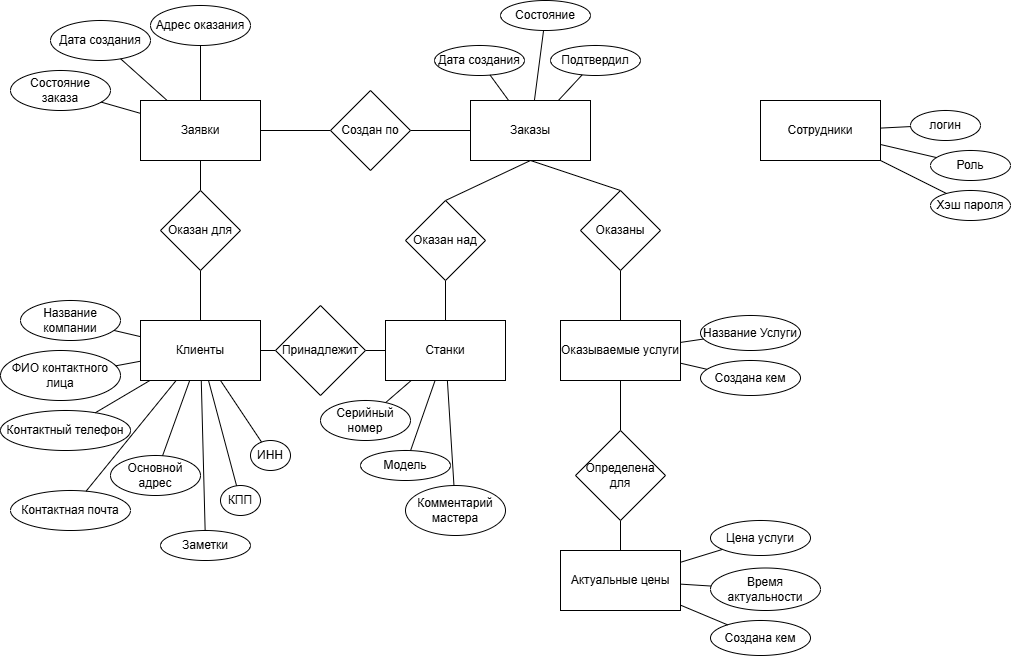 Состояние
Адрес оказания
Дата создания
Дата создания
Подтвердил
Состояние
заказа
Заявки
Создан по
Заказы
Сотрудники
логин
Роль
Хэш пароля
Оказан для
Оказан над
Оказаны
Название
компании
ФИО контактного
лица
Клиенты
Принадлежит
Станки
Оказываемые услуги
Название Услуги
Создана кем
Контактный телефон
Серийный
номер
Основной
адрес
ИНН
Модель
КПП
Контактная почта
Заметки
Комментарий
мастера
Определена
для
Актуальные цены
Цена услуги
Время
актуальности
Создана кем